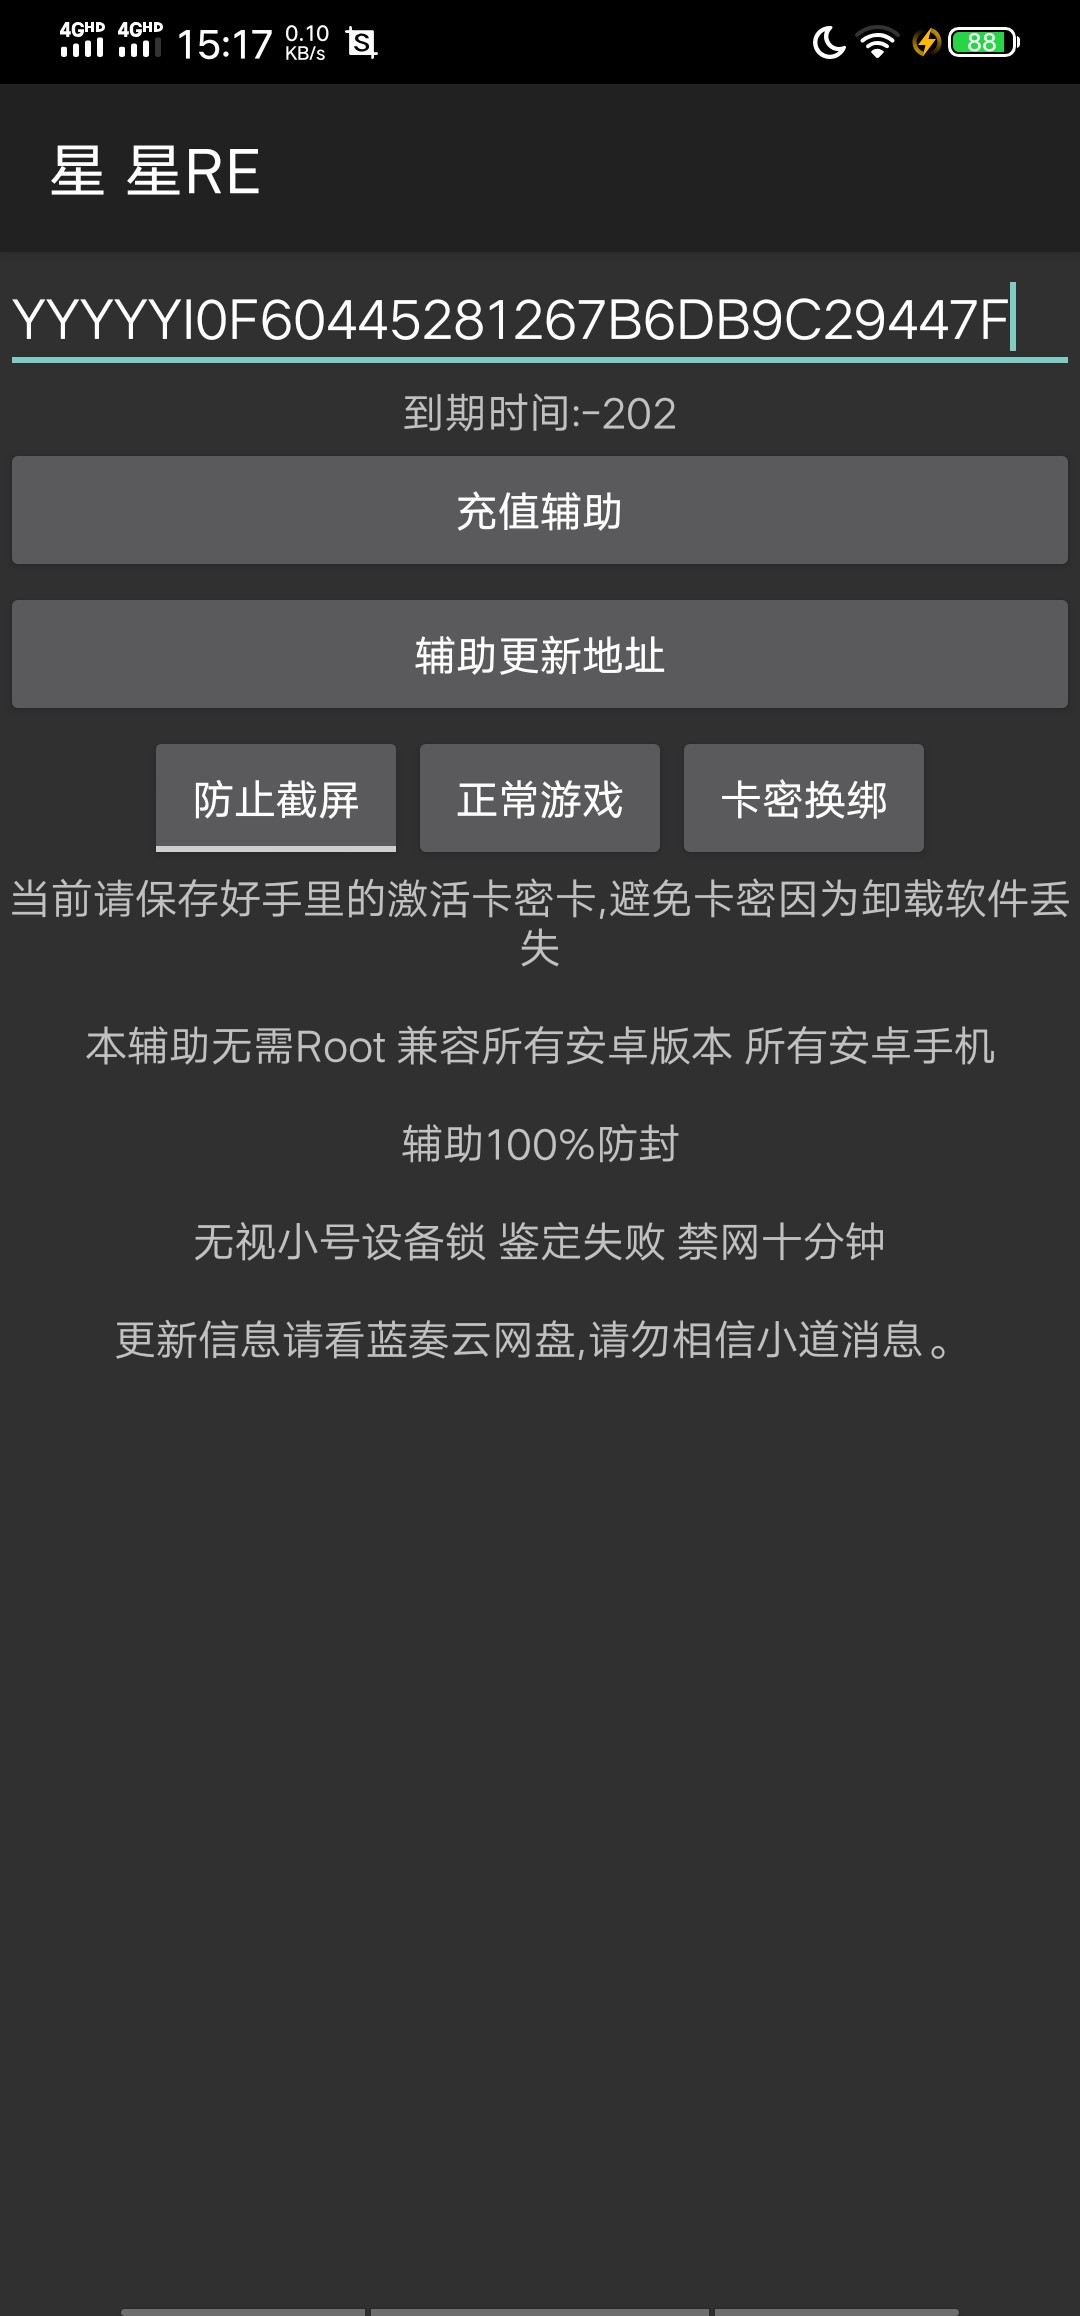 4GHD 4GHD 15:17 0.10 KB/s S 88
星 星RE
YYYYYI0F60445281267B6DB9C29447F
到期时间:-202
充值辅助
辅助更新地址
防止截屏 正常游戏 卡密换绑
当前请保存好手里的激活卡密卡,避免卡密因为卸载软件丢
失
本辅助无需Root 兼容所有安卓版本 所有安卓手机
辅助100%防封
无视小号设备锁 鉴定失败 禁网十分钟
更新信息请看蓝奏云网盘,请勿相信小道消息。